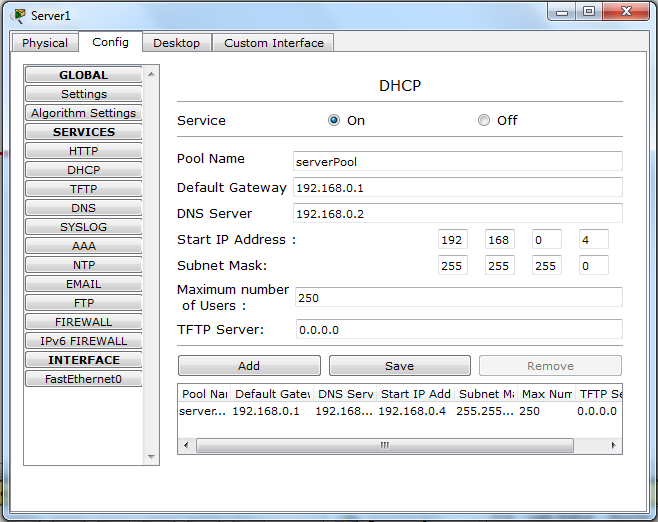 Server1
Physical Config Desktop Custom Interface
GLOBAL
Settings
Algorithm Settings
SERVICES
HTTP
DHCP
TFTP
DNS
SYSLOG
AAA
NTP
EMAIL
FTP
FIREWALL
IPv6 FIREWALL
INTERFACE
FastEthernet0
DHCP
Service On Off
Pool Name serverPool
Default Gateway 192.168.0.1
DNS Server 192.168.0.2
Start IP Address : 192 168 0 4
Subnet Mask: 255 255 255 0
Maximum number
of Users : 250
TFTP Server: 0.0.0.0
Add Save Remove
Pool Nar Default Gatew DNS Serv Start IP Add Subnet Ma Max Num TFTP Se
server... 192.168.0.1 192.168... 192.168.0.4 255.255... 250 0.0.0.0